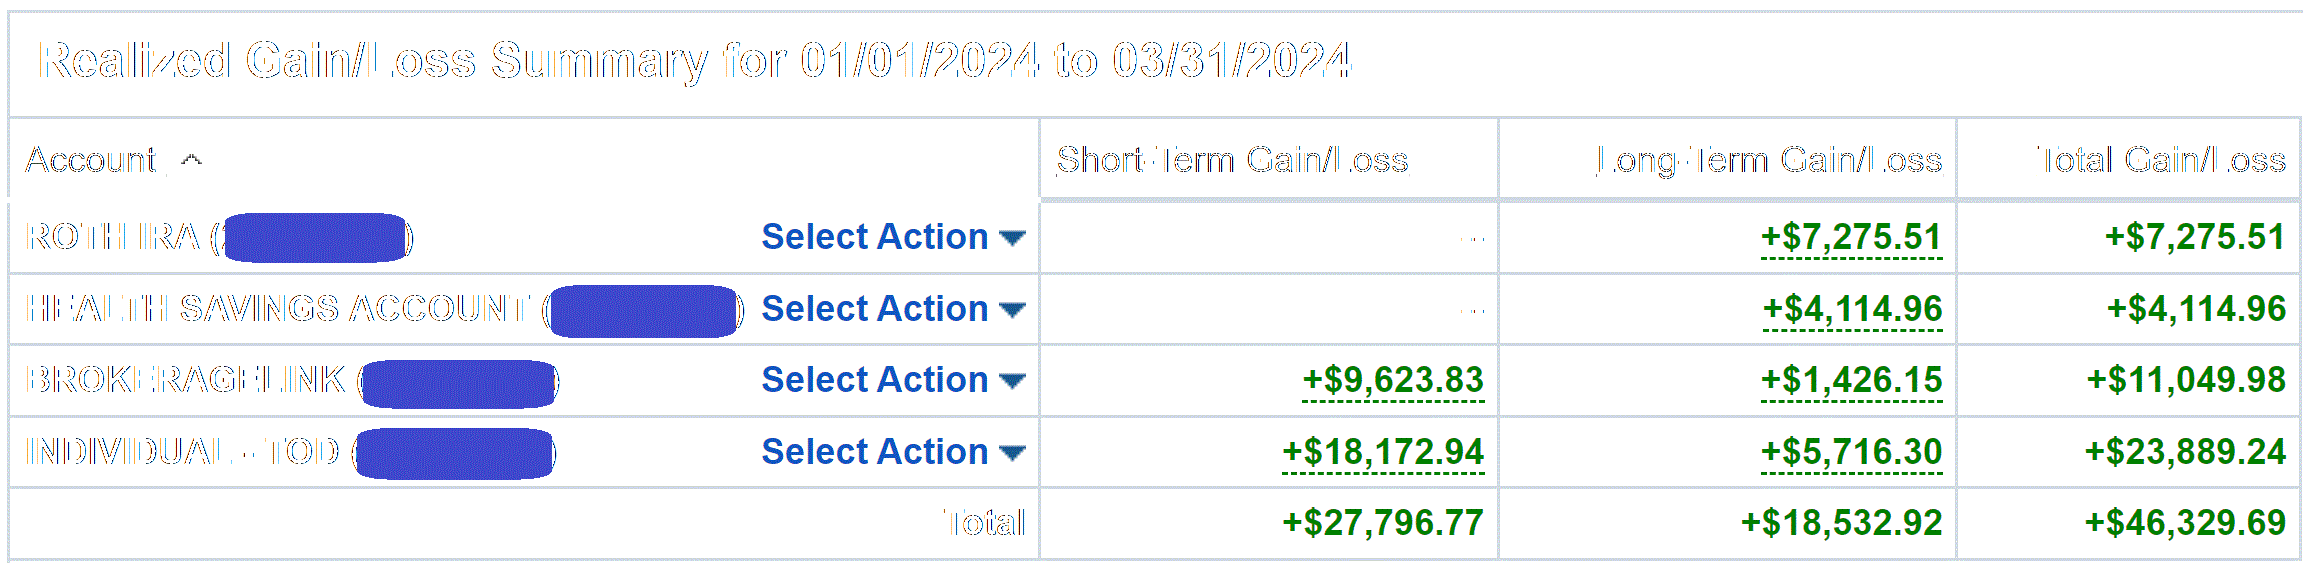 Realized Gain/Loss Summary for 01/01/2024 to 03/31/2024
Account Short-Term Gain/Loss Long-Term Gain/Loss Total Gain/Loss
ROTH IRA ( ) Select Action -- +$7,275.51 +$7,275.51
HEALTH SAVINGS ACCOUNT ( ) Select Action -- +$4,114.96 +$4,114.96
BROKERAGELINK ( ) Select Action +$9,623.83 +$1,426.15 +$11,049.98
INDIVIDUAL - TOD ( ) Select Action +$18,172.94 +$5,716.30 +$23,889.24
Total +$27,796.77 +$18,532.92 +$46,329.69